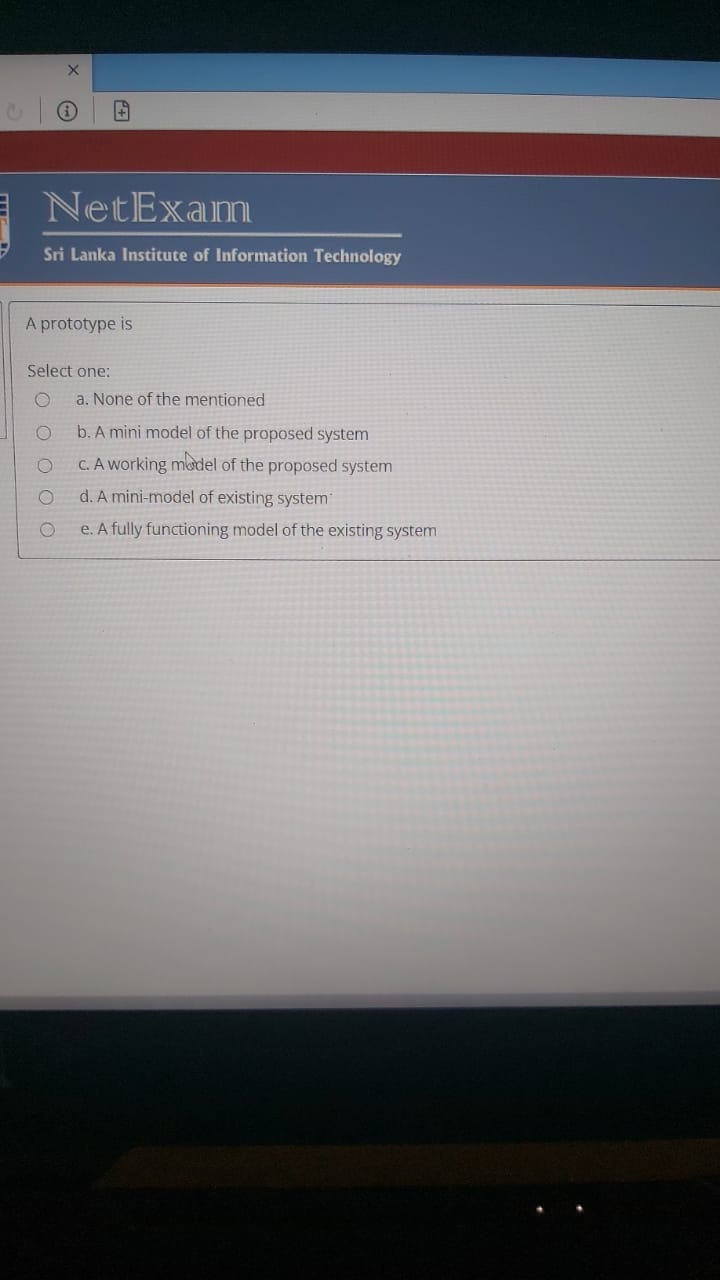 NetExam
Sri Lanka Institute of Information Technology
A prototype is
Select one:
a. None of the mentioned
b. A mini model of the proposed system
c. A working model of the proposed system
d. A mini-model of existing system
e. A fully functioning model of the existing system